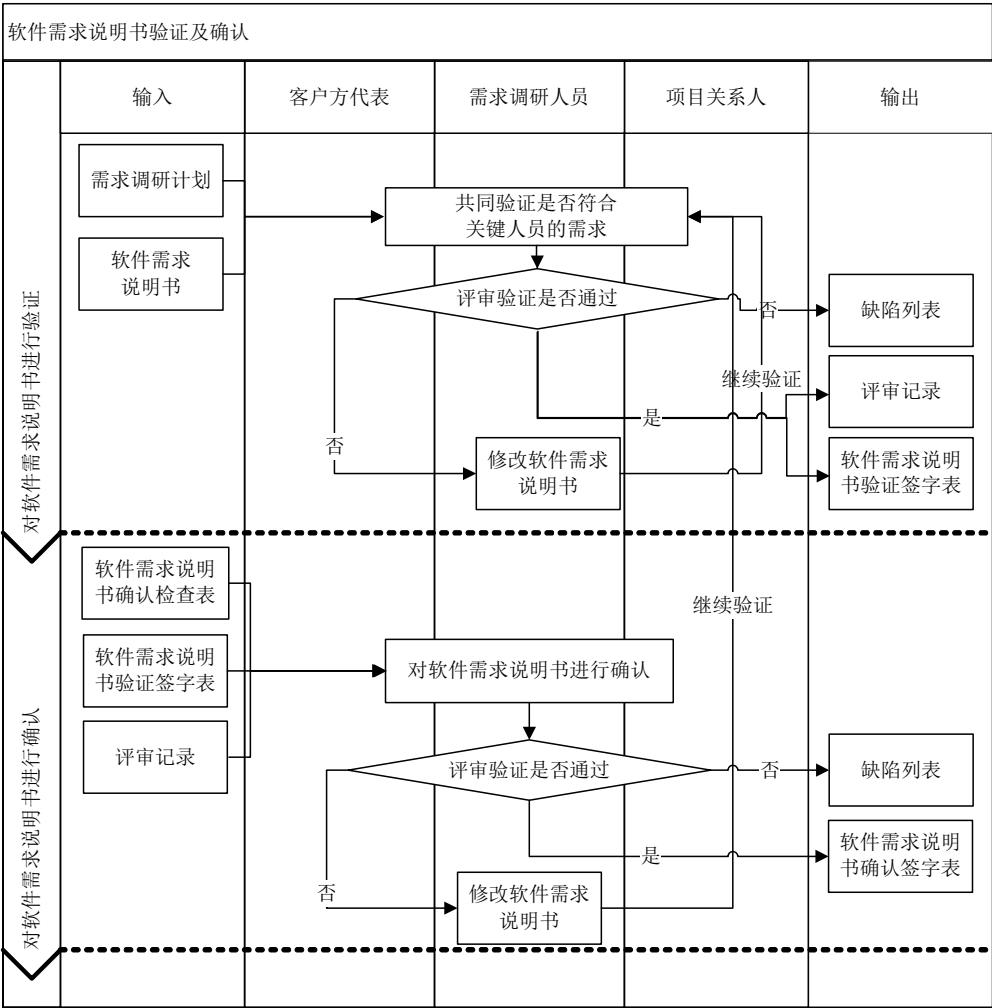 软件需求说明书验证及确认
输入
客户方代表
需求调研人员
项目关系人
输出
对软件需求说明书进行验证
需求调研计划
共同验证是否符合
关键人员的需求
软件需求
说明书
评审验证是否通过
否
缺陷列表
继续验证
评审记录
是
否
修改软件需求
说明书
软件需求说明
书验证签字表
对软件需求说明书进行确认
软件需求说明
书确认检查表
继续验证
软件需求说明
书验证签字表
对软件需求说明书进行确认
评审记录
评审验证是否通过
否
缺陷列表
是
软件需求说明
书确认签字表
否
修改软件需求
说明书